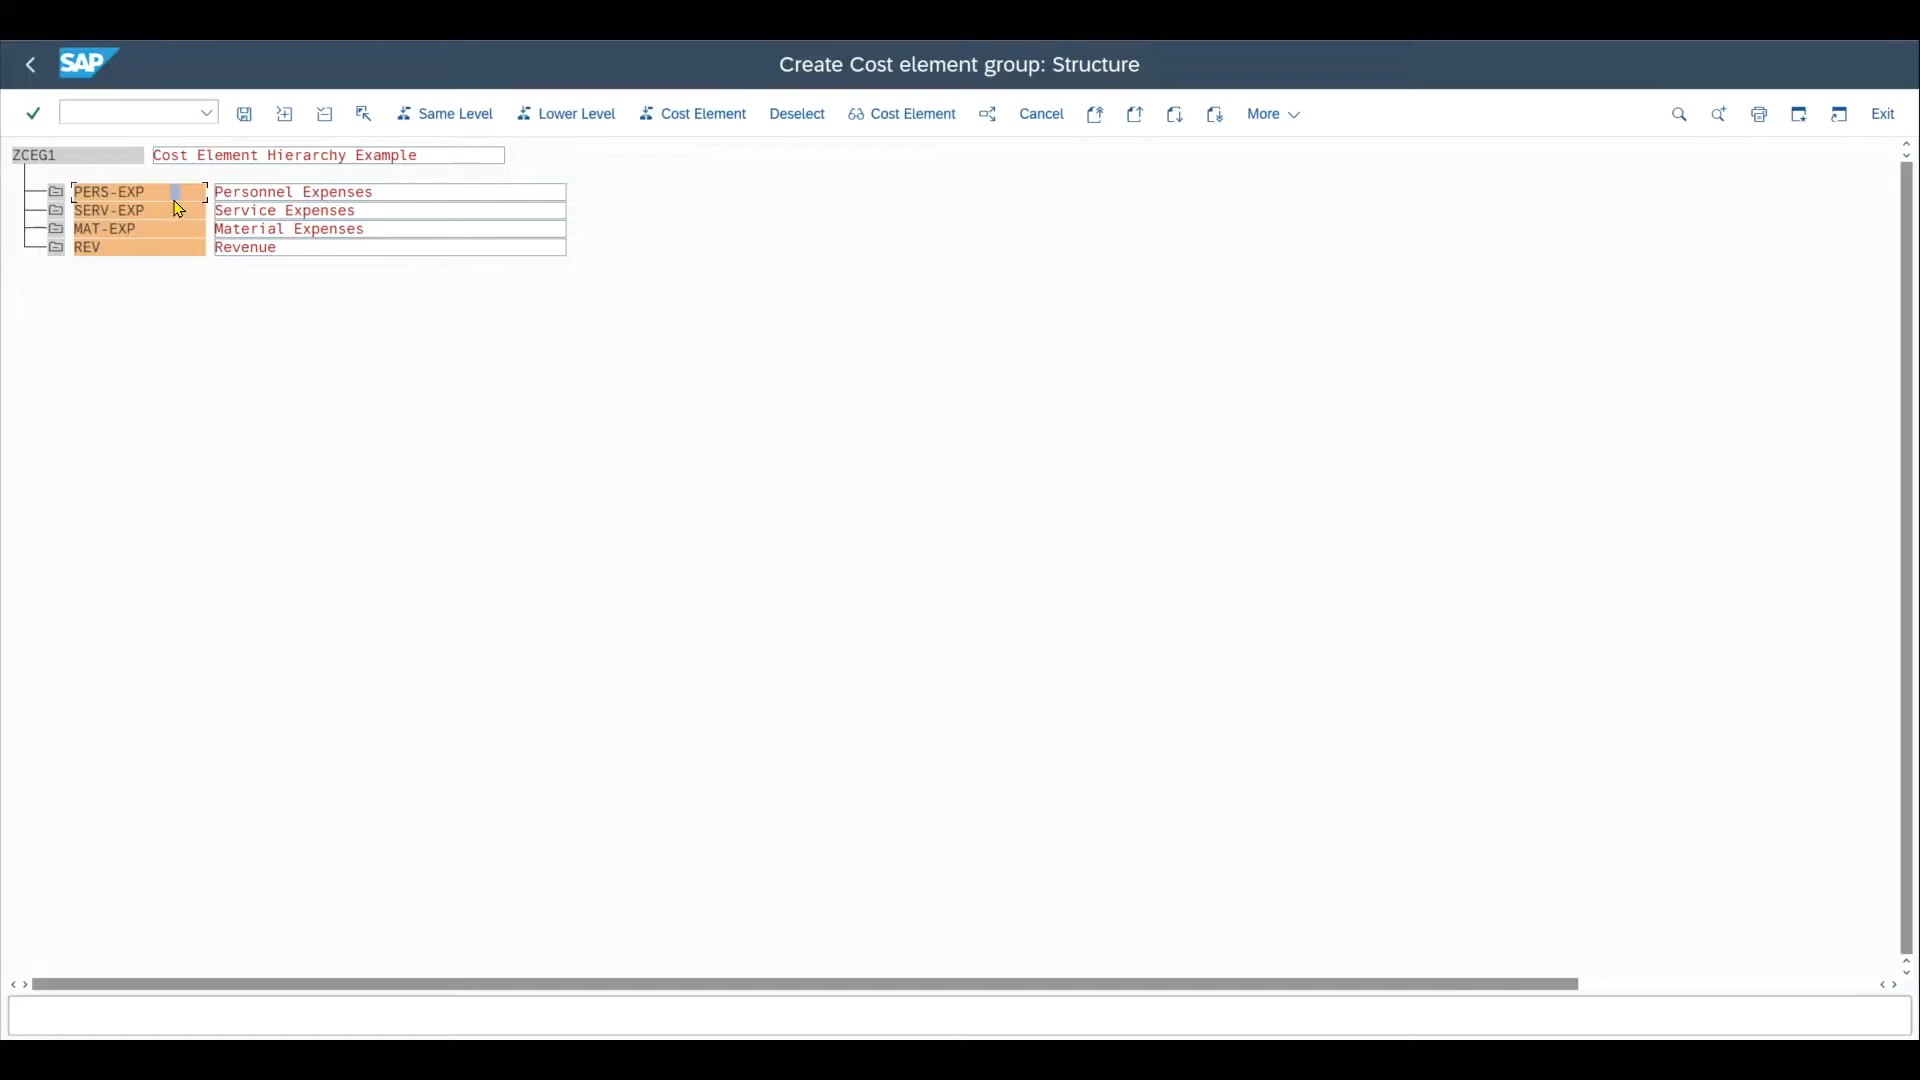 SAP
Create Cost element group: Structure
Same Level Lower Level Cost Element Deselect Cost Element Cancel More Exit
ZCEG1 Cost Element Hierarchy Example
PERS-EXP Personnel Expenses
SERV-EXP Service Expenses
MAT-EXP Material Expenses
REV Revenue